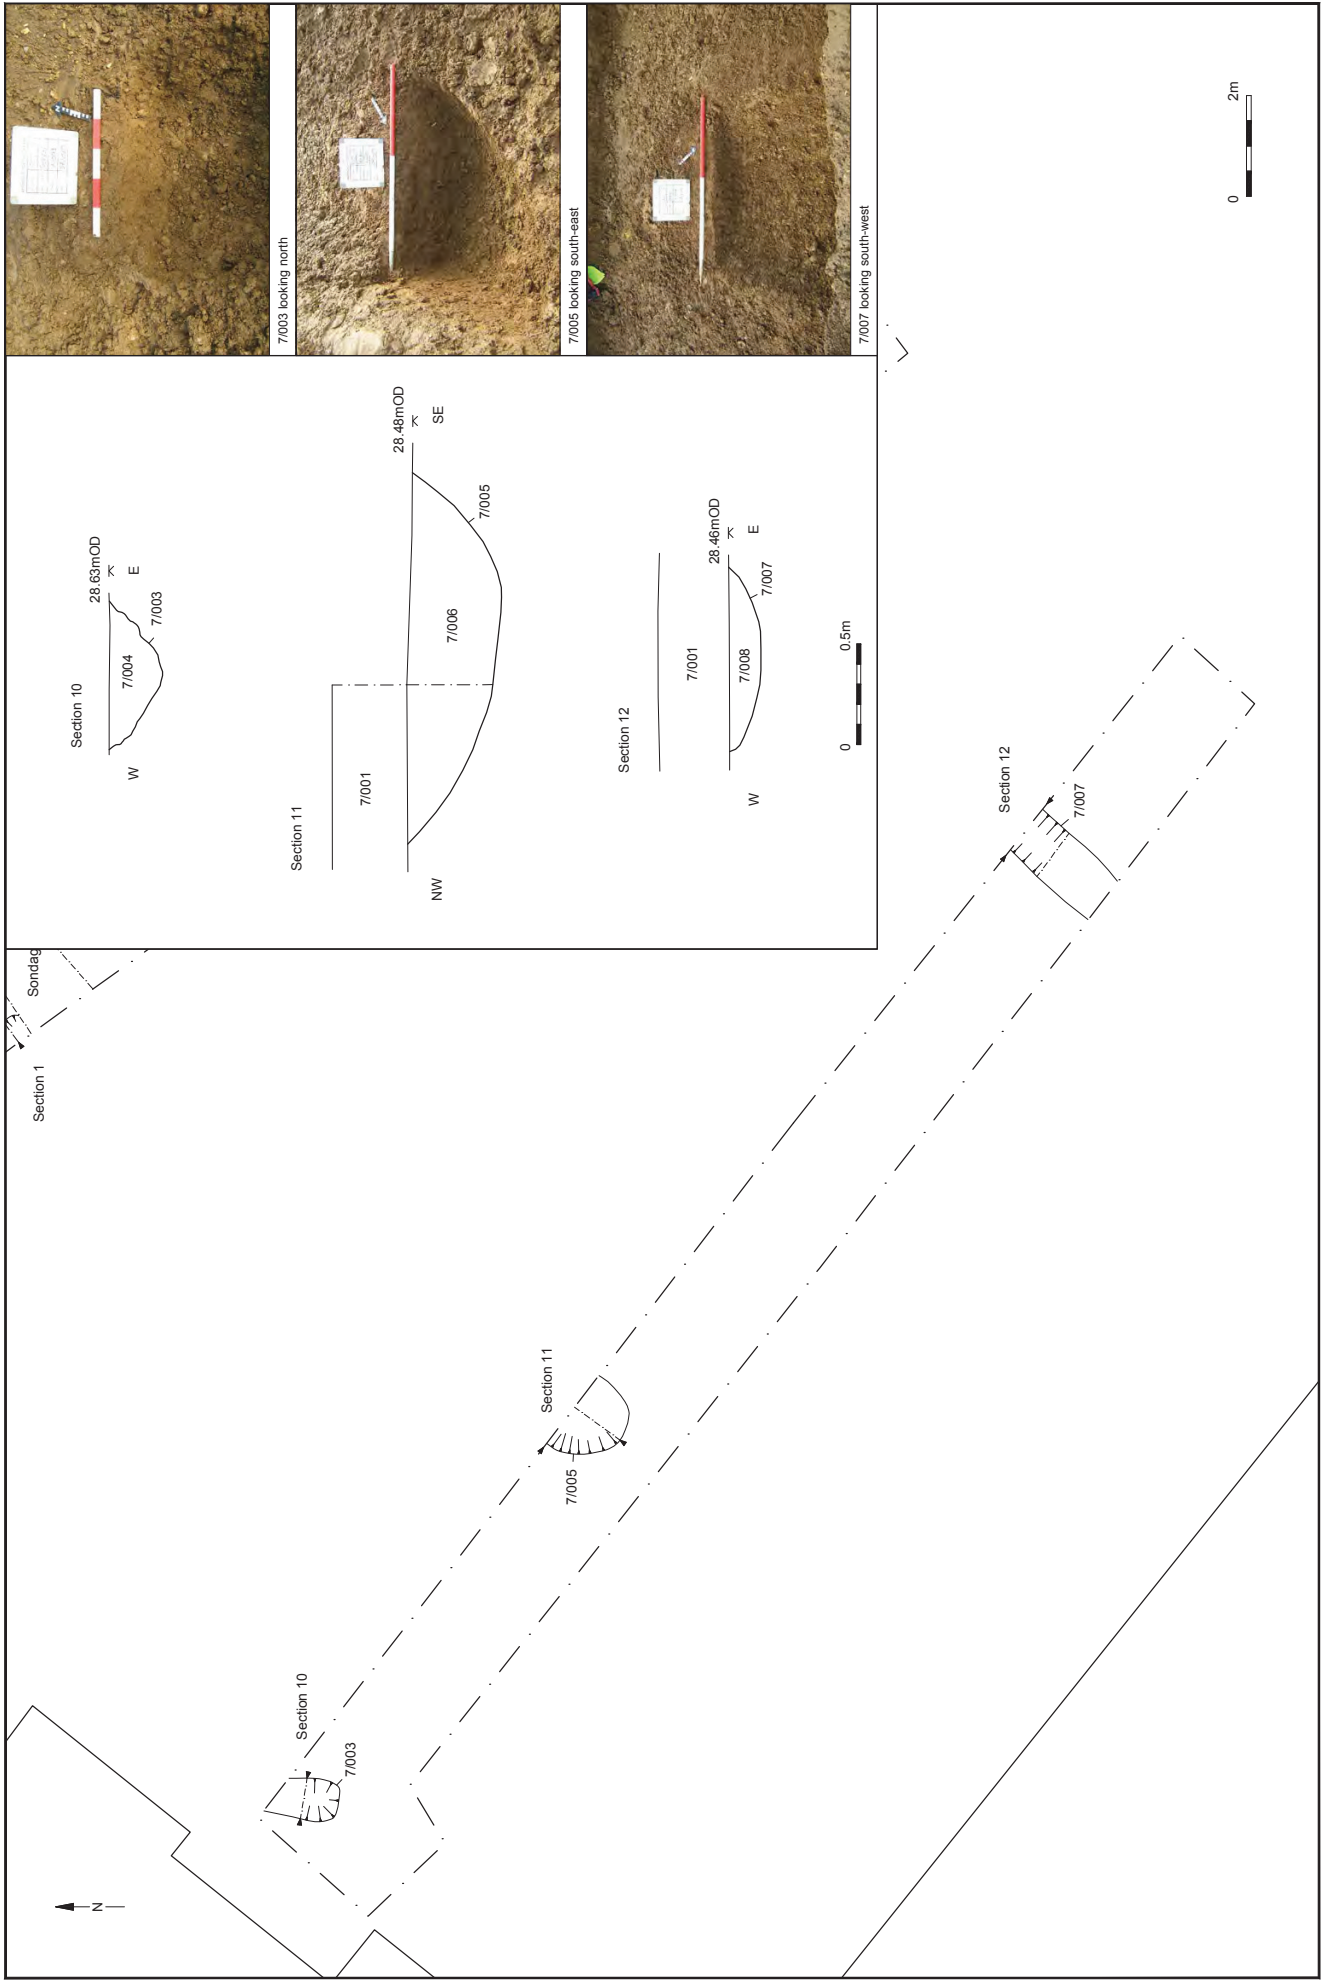 Section 1
Sondag
Section 10
28.63mOD
W
E
7/004
7/003
Section 11
28.48mOD
NW
SE
7/001
7/006
7/005
Section 12
28.46mOD
W
E
7/001
7/008
7/007
0
0.5m
7/003 looking north
7/005 looking south-east
7/007 looking south-west
N
Section 10
7/003
Section 11
7/005
Section 12
7/007
0
2m